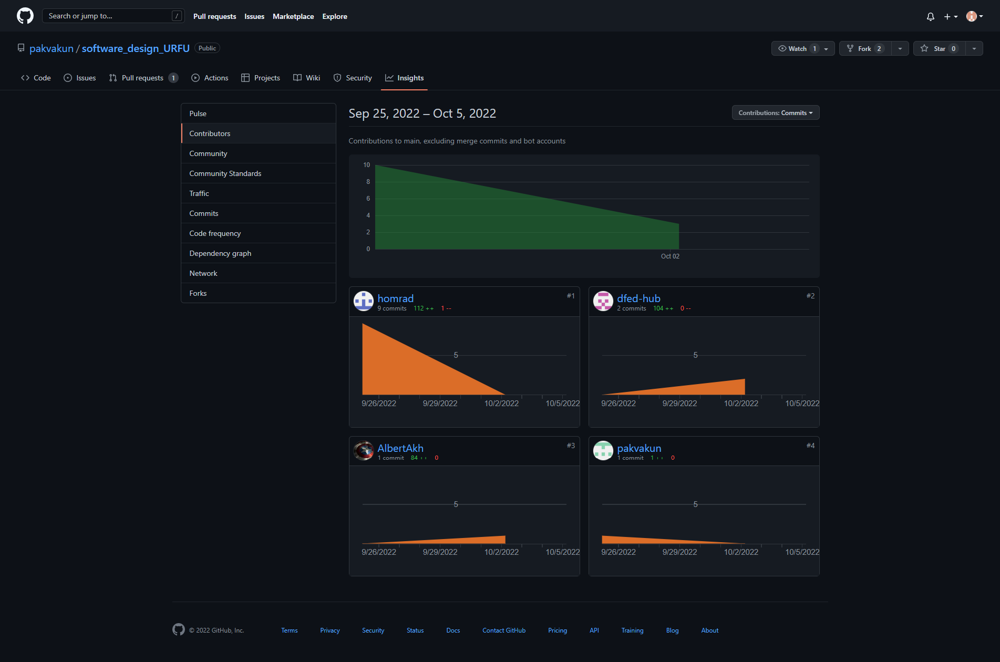 Search or jump to... /
Pull requests Issues Marketplace Explore
pakvakun / software_design_URFU Public
Watch 1 Fork 2 Star 0
Code Issues Pull requests 1 Actions Projects Wiki Security Insights
Pulse
Contributors
Community
Community Standards
Traffic
Commits
Code frequency
Dependency graph
Network
Forks
Sep 25, 2022 – Oct 5, 2022
Contributions: Commits
Contributions to main, excluding merge commits and bot accounts
10
8
6
4
2
0
Oct 02
homrad #1
9 commits 112 ++ 1 --
5
9/26/2022 9/29/2022 10/2/2022 10/5/2022
dfed-hub #2
2 commits 104 ++ 0 --
5
9/26/2022 9/29/2022 10/2/2022 10/5/2022
AlbertAkh #3
1 commit 84 0
5
9/26/2022 9/29/2022 10/2/2022 10/5/2022
pakvakun #4
1 commit 1 0
5
9/26/2022 9/29/2022 10/2/2022 10/5/2022
© 2022 GitHub, Inc. Terms Privacy Security Status Docs Contact GitHub Pricing API Training Blog About